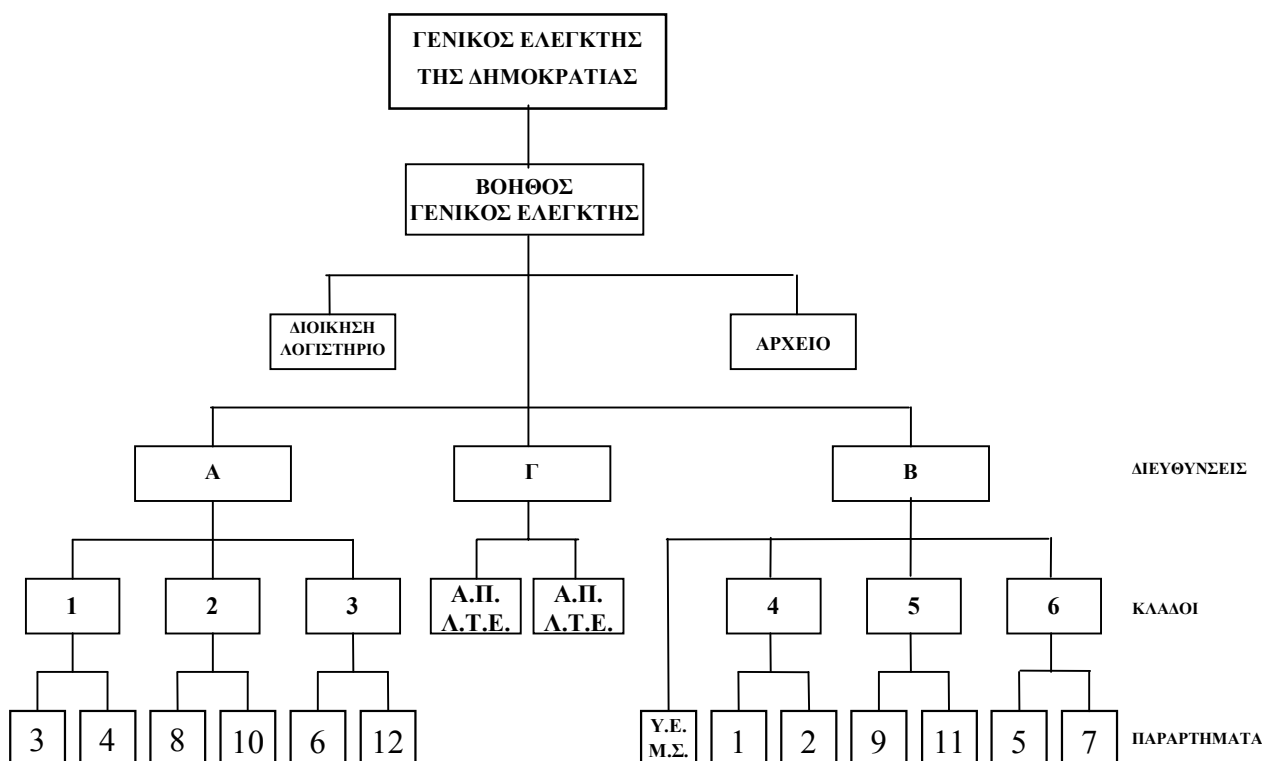 ΓΕΝΙΚΟΣ ΕΛΕΓΚΤΗΣ
ΤΗΣ ΔΗΜΟΚΡΑΤΙΑΣ
ΒΟΗΘΟΣ
ΓΕΝΙΚΟΣ ΕΛΕΓΚΤΗΣ
ΔΙΟΙΚΗΣΗ
ΛΟΓΙΣΤΗΡΙΟ
ΑΡΧΕΙΟ
Α
Γ
Β
ΔΙΕΥΘΥΝΣΕΙΣ
1
2
3
Α.Π.
Λ.Τ.Ε.
Α.Π.
Λ.Τ.Ε.
4
5
6
ΚΛΑΔΟΙ
3
4
8
10
6
12
Υ.Ε.
Μ.Σ.
1
2
9
11
5
7
ΠΑΡΑΡΤΗΜΑΤΑ